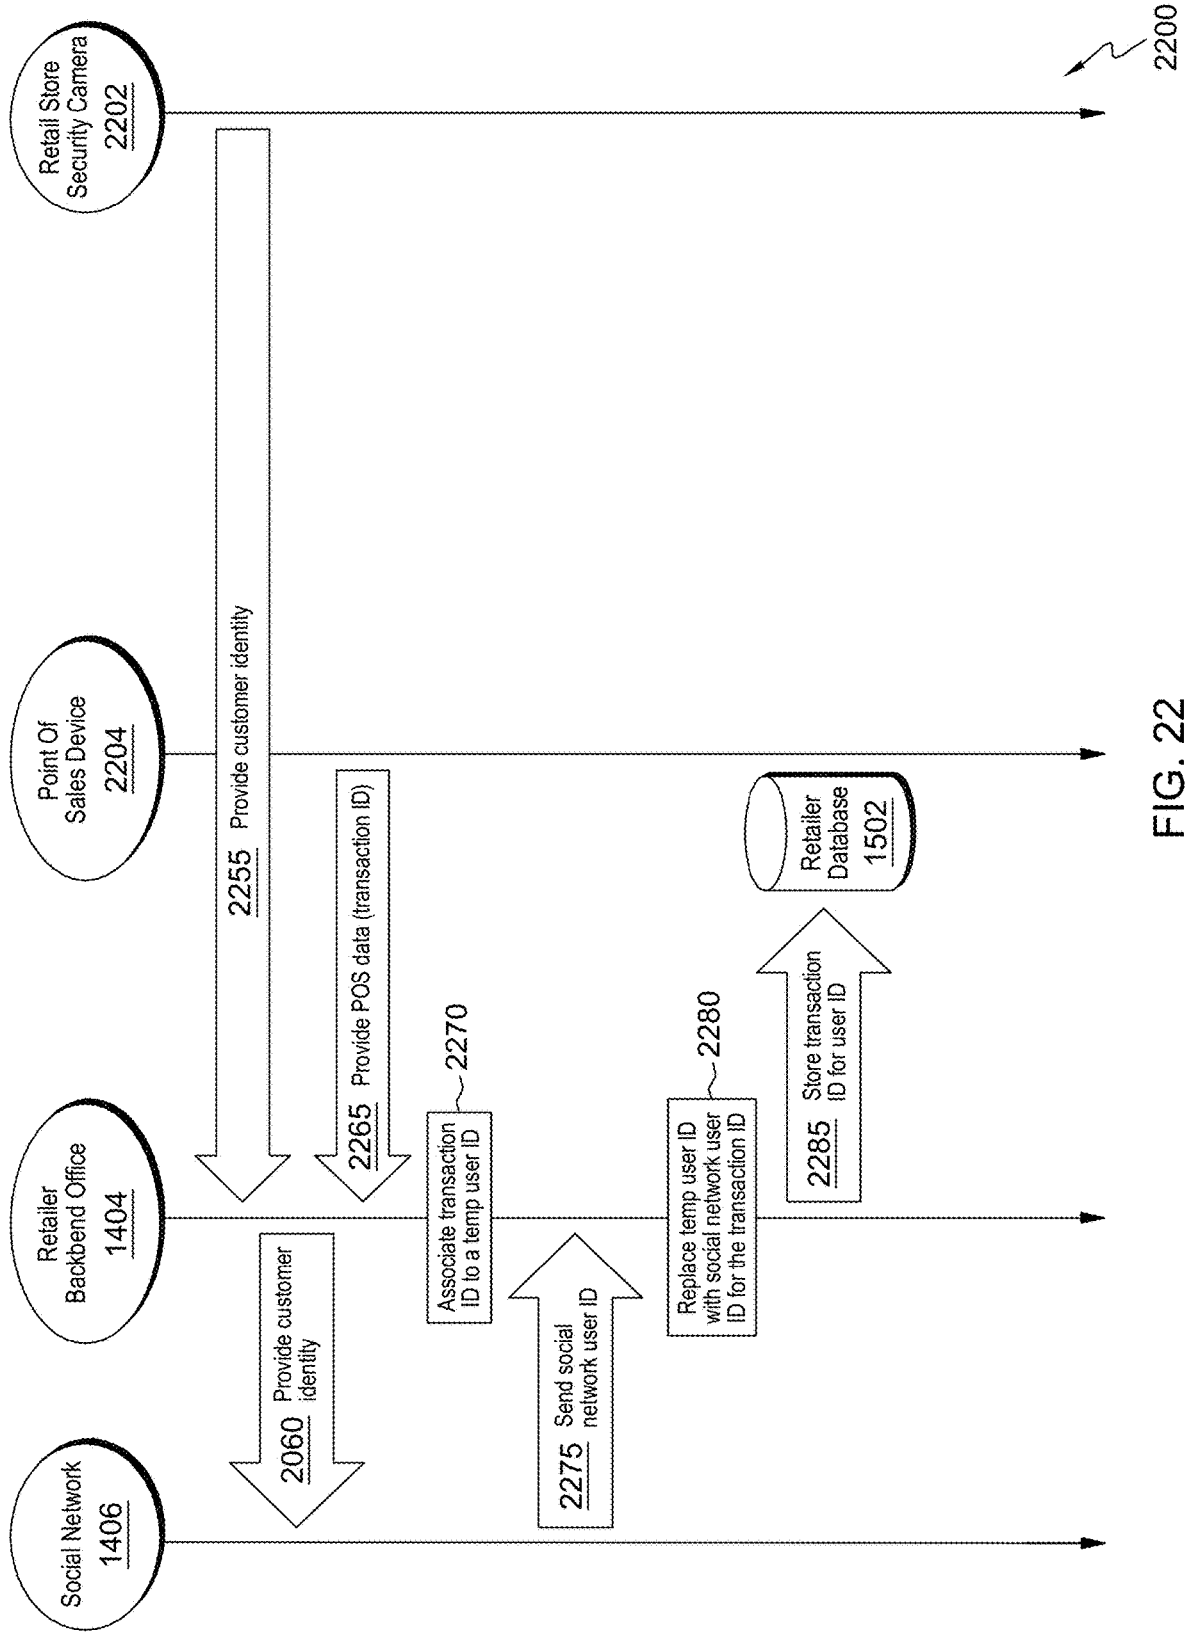 Social Network
1406
Retailer
Backbend Office
1404
Point Of
Sales Device
2204
Retail Store
Security Camera
2202
2255 Provide customer identity
2060 Provide customer
identity
2265 Provide POS data (transaction ID)
Associate transaction
ID to a temp user ID
2270
2275 Send social
network user ID
Replace temp user ID
with social network user
ID for the transaction ID
2280
2285 Store transaction
ID for user ID
Retailer
Database
1502
2200
FIG. 22